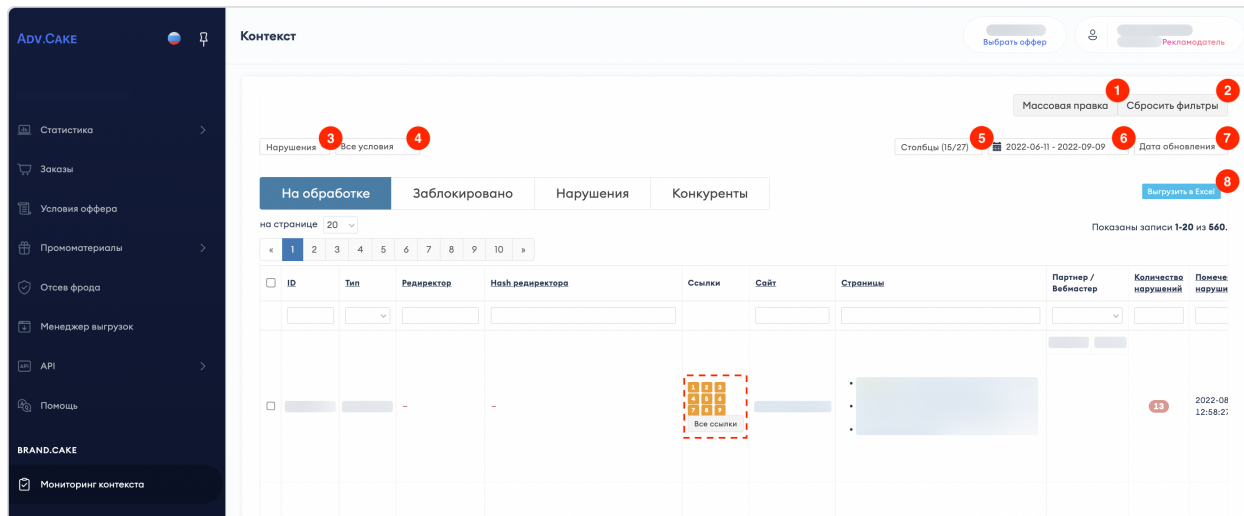 ADV.CAKE
Контекст
Выбрать оффер
Рекламодатель
1
2
Массовая правка
Сбросить фильтры
Статистика
3
4
5
6
7
Нарушения
Все условия
Столбцы (15/27)
2022-06-11 - 2022-09-09
Дата обновления
Заказы
8
На обработке
Заблокировано
Нарушения
Конкуренты
Выгрузить в Excel
Условия оффера
на странице 20
Показаны записи 1-20 из 560.
Промоматериалы
« 1 2 3 4 5 6 7 8 9 10 »
ID
Тип
Редиректор
Hash редиректора
Ссылки
Сайт
Страницы
Партнер /
Вебмастер
Количество
нарушений
Помече
наруши
Отсев фрода
Менеджер выгрузок
API
API
Помощь
1 2 3
4 5 6
7 8 9
Все ссылки
–
–
13
2022-08
12:58:27
BRAND.CAKE
Мониторинг контекста